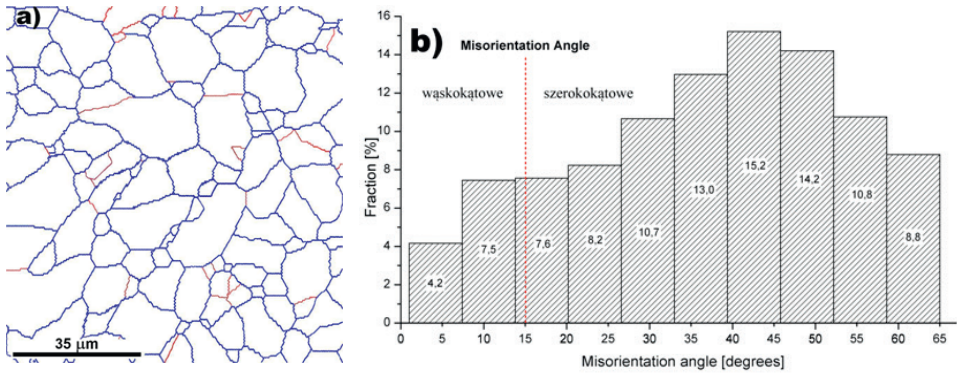 a)
35 µm
b)
Misorientation Angle
wąskokątowe
szerokokątowe
Fraction [%]
16
14
12
10
8
6
4
2
0
4,2
7,5
7,6
8,2
10,7
13,0
15,2
14,2
10,8
8,8
0 5 10 15 20 25 30 35 40 45 50 55 60 65
Misorientation angle [degrees]